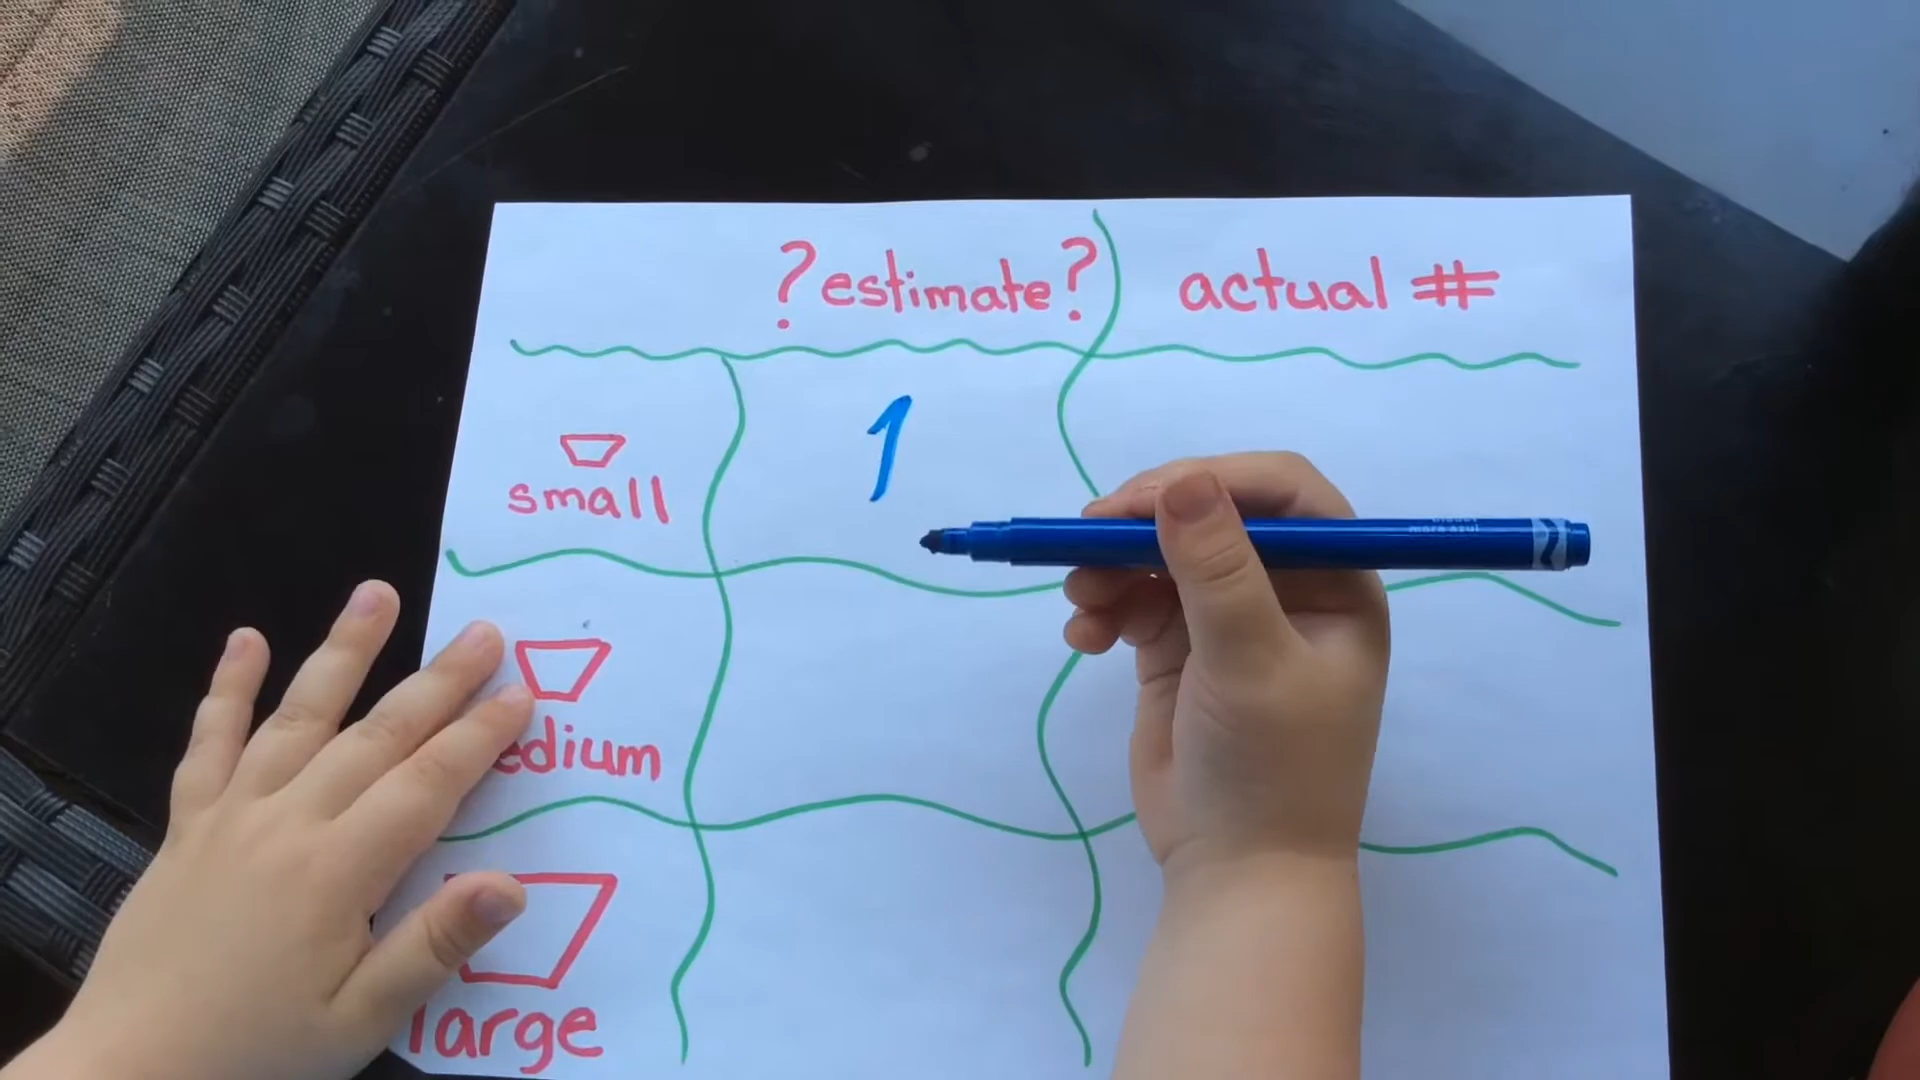 ?estimate? actual #
1
small
edium
large